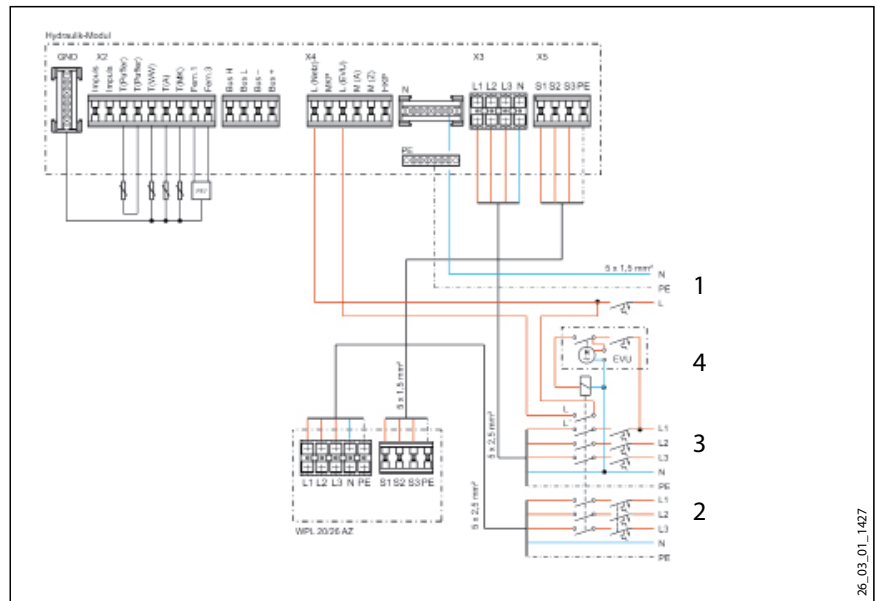 Hydraulik-Modul
GND X2 X4 X3 X5
Impuls
Impuls
T(Puffer)
T(Puffer)
T(WW)
T(A)
T(MK)
Fern.1
Fern.3
Bus H
Bus L
Bus –
Bus +
L (Netz)
MKP
L (EVU)
M (A)
M (Z)
HKP
N
L1 L2 L3 N
S1 S2 S3 PE
PE
5 x 1,5 mm²
N
PE
L
1
EVU
4
5 x 1,5 mm²
L
L'
L1
L2
L3
N
PE
3
5 x 2,5 mm²
L1 L2 L3 N PE
S1 S2 S3 PE
WPL 20/26 AZ
5 x 2,5 mm²
L1
L2
L3
N
PE
2
26_03_01_1427